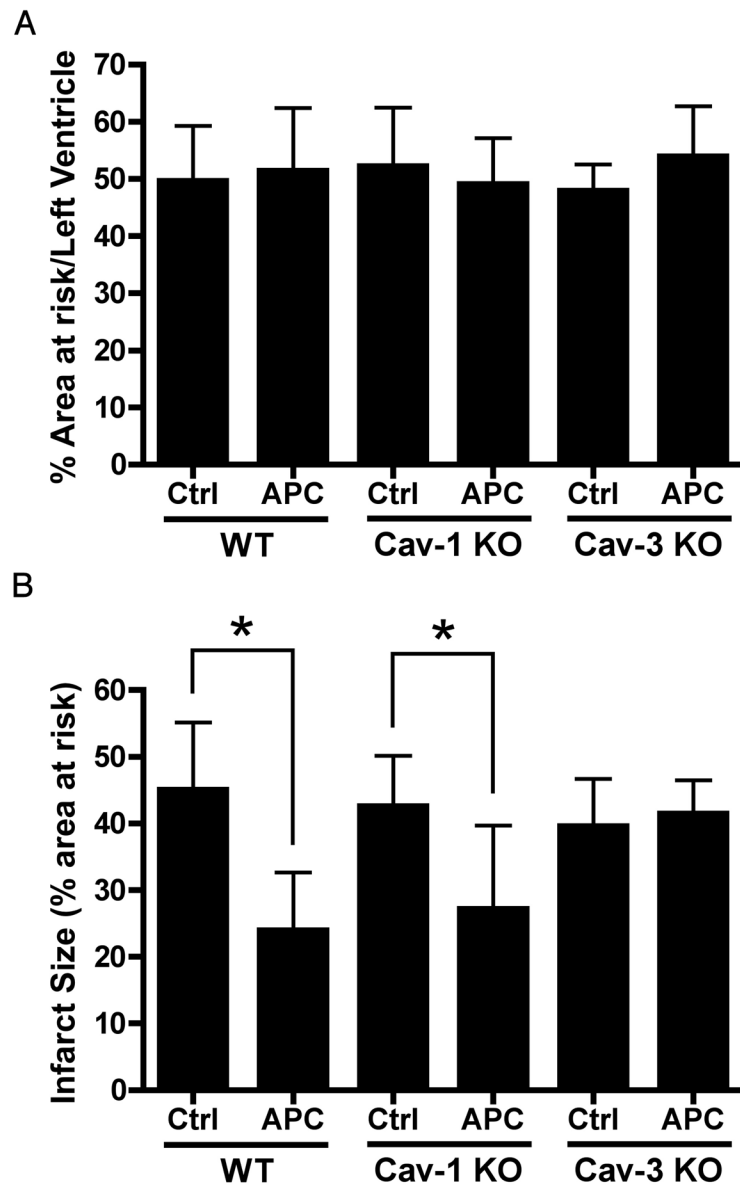 A
% Area at risk/Left Ventricle
70
60
50
40
30
20
10
0
Ctrl APC Ctrl APC Ctrl APC
WT Cav-1 KO Cav-3 KO
B
Infarct Size (% area at risk)
* *
60
50
40
30
20
10
0
Ctrl APC Ctrl APC Ctrl APC
WT Cav-1 KO Cav-3 KO